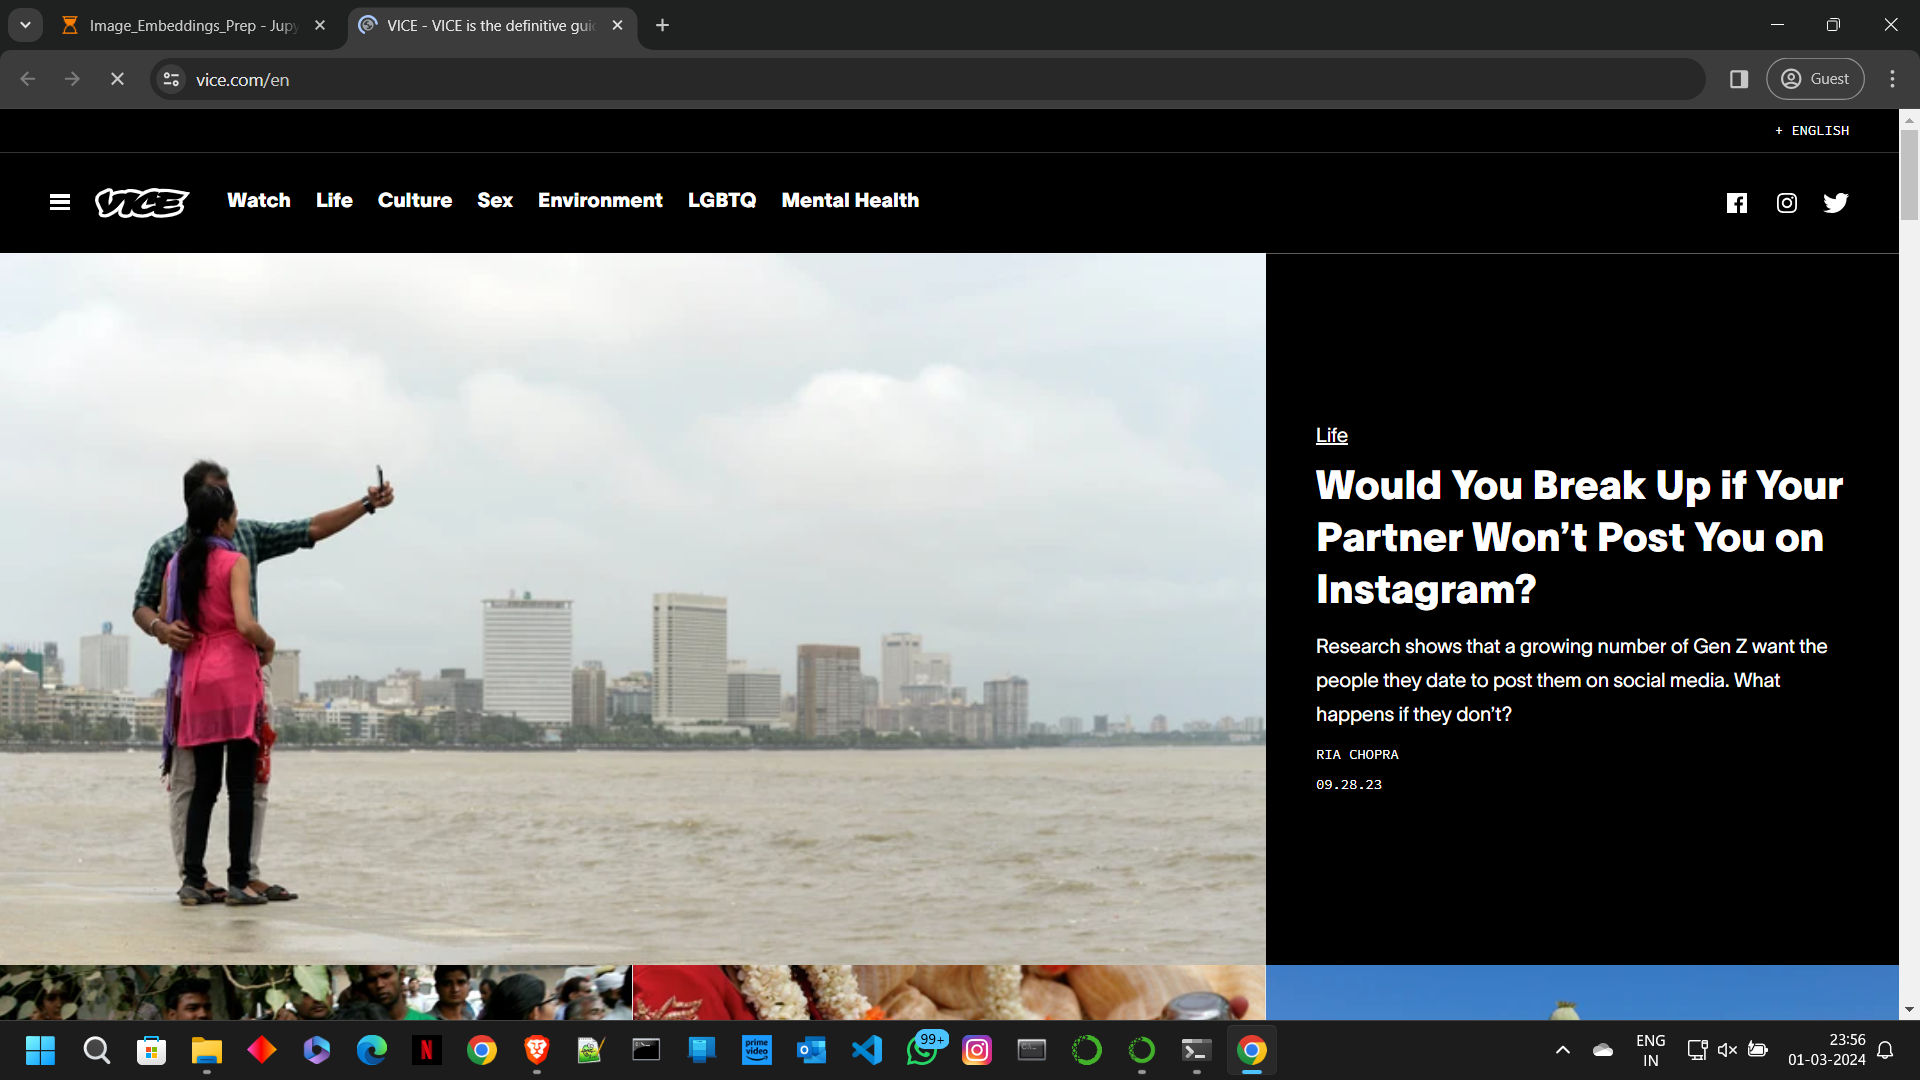 Image_Embeddings_Prep - Jupy
VICE - VICE is the definitive gui
vice.com/en
Guest
+ ENGLISH
VICE
Watch
Life
Culture
Sex
Environment
LGBTQ
Mental Health
Life
Would You Break Up if Your
Partner Won’t Post You on
Instagram?
Research shows that a growing number of Gen Z want the
people they date to post them on social media. What
happens if they don’t?
RIA CHOPRA
09.28.23
prime
video
99+
ENG
IN
23:56
01-03-2024